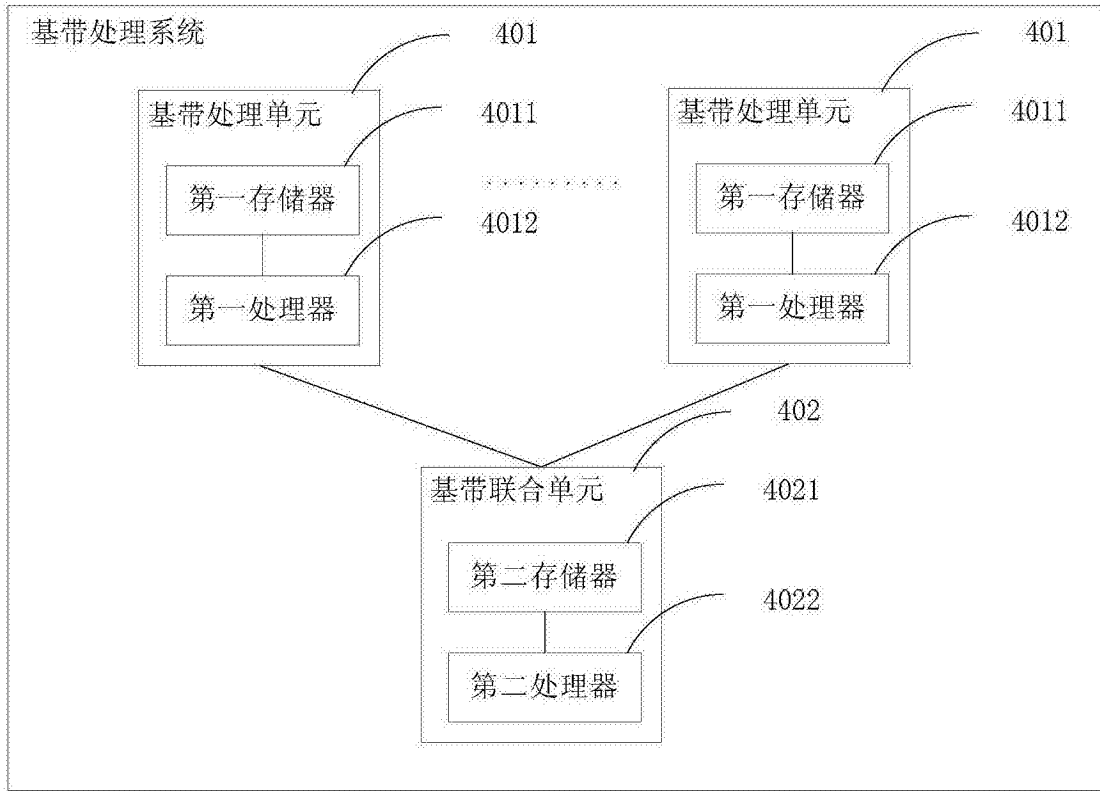 基带处理系统
401
基带处理单元
4011
第一存储器
4012
第一处理器
401
基带处理单元
4011
第一存储器
4012
第一处理器
402
基带联合单元
4021
第二存储器
4022
第二处理器